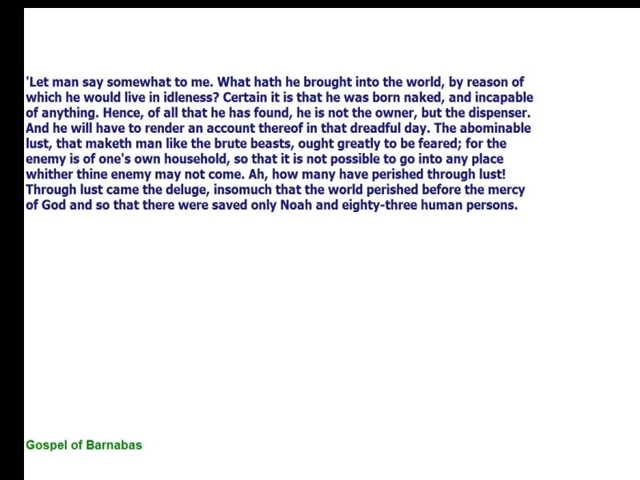 'Let man say somewhat to me. What hath he brought into the world, by reason of
which he would live in idleness? Certain it is that he was born naked, and incapable
of anything. Hence, of all that he has found, he is not the owner, but the dispenser.
And he will have to render an account thereof in that dreadful day. The abominable
lust, that maketh man like the brute beasts, ought greatly to be feared; for the
enemy is of one's own household, so that it is not possible to go into any place
whither thine enemy may not come. Ah, how many have perished through lust!
Through lust came the deluge, insomuch that the world perished before the mercy
of God and so that there were saved only Noah and eighty-three human persons.
Gospel of Barnabas